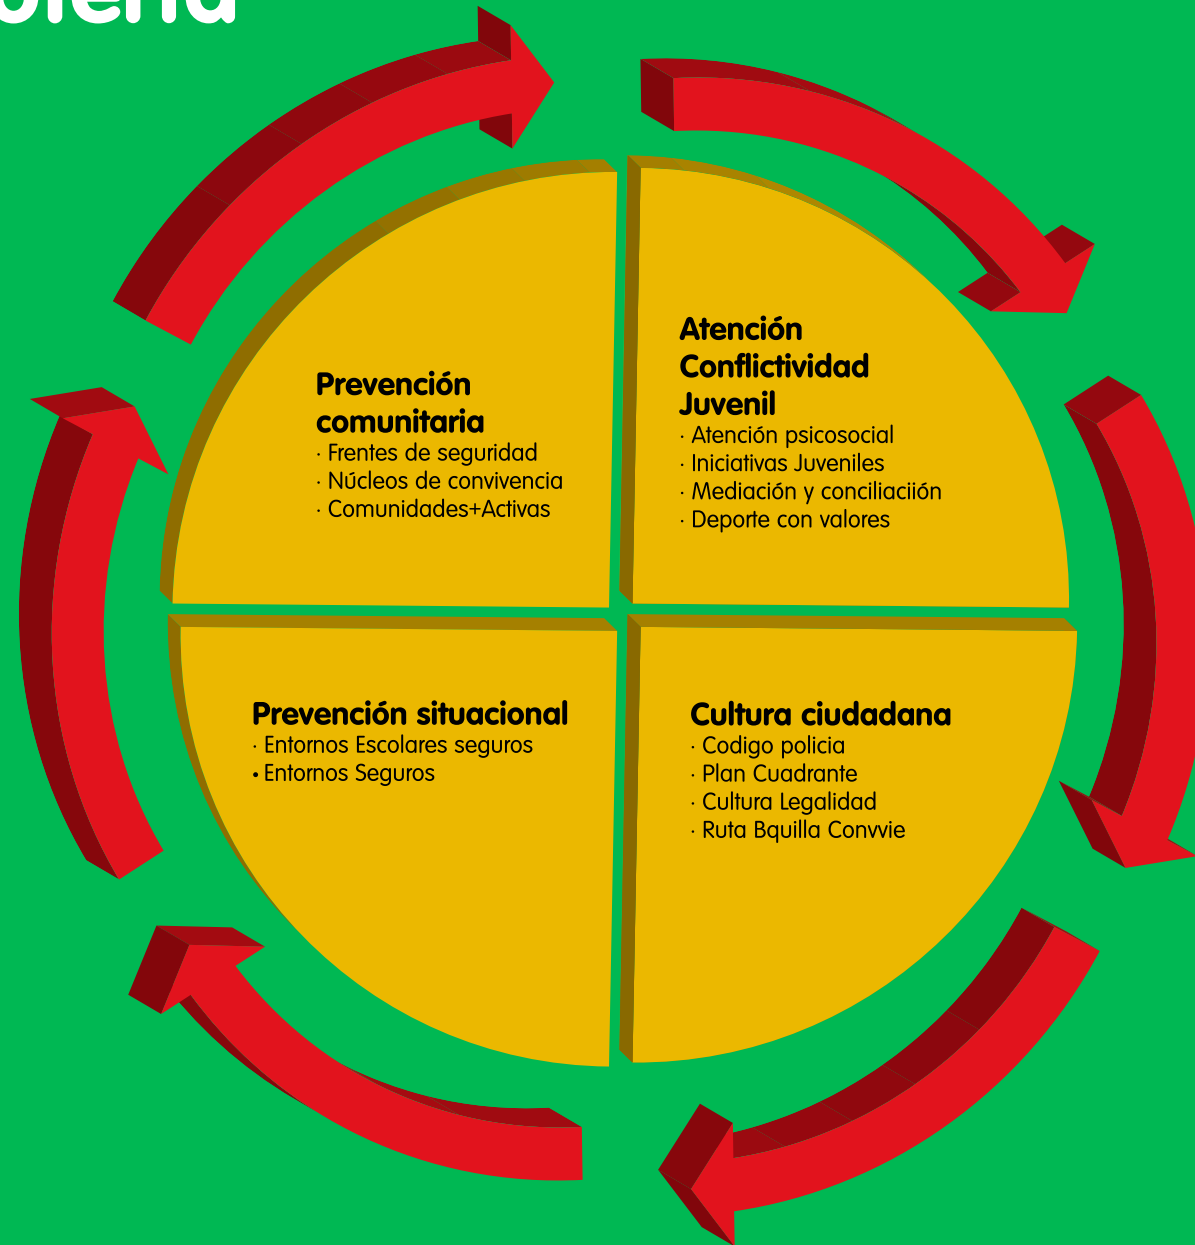 Prevención
comunitaria
· Frentes de seguridad
· Núcleos de convivencia
· Comunidades+Activas
Atención
Conflictividad
Juvenil
· Atención psicosocial
· Iniciativas Juveniles
· Mediación y conciliaciión
· Deporte con valores
Prevención situacional
· Entornos Escolares seguros
• Entornos Seguros
Cultura ciudadana
· Codigo policia
· Plan Cuadrante
· Cultura Legalidad
· Ruta Bquilla Convvie